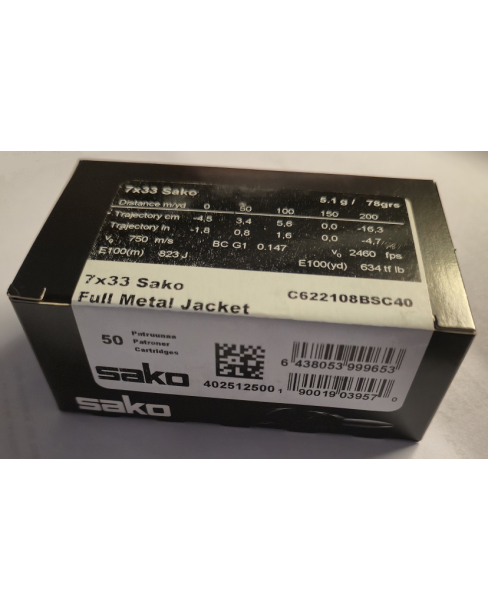 7x33 Sako 5.1 g / 78grs
Distance m/yd 0 50 100 150 200
Trajectory cm -4,5 3,4 5,6 0,0 -16,3
Trajectory in -1,8 0,8 1,6 0,0 -4,7
V₀ 750 m/s BC G1 0.147 V₀ 2460 fps
E100(m) 823 J E100(yd) 634 tf lb
7x33 Sako
Full Metal Jacket C622108BSC40
50 Patruunaa
Patroner
Cartridges
sako
402512500
6 438053 999653
1 90019 03957 0
sako